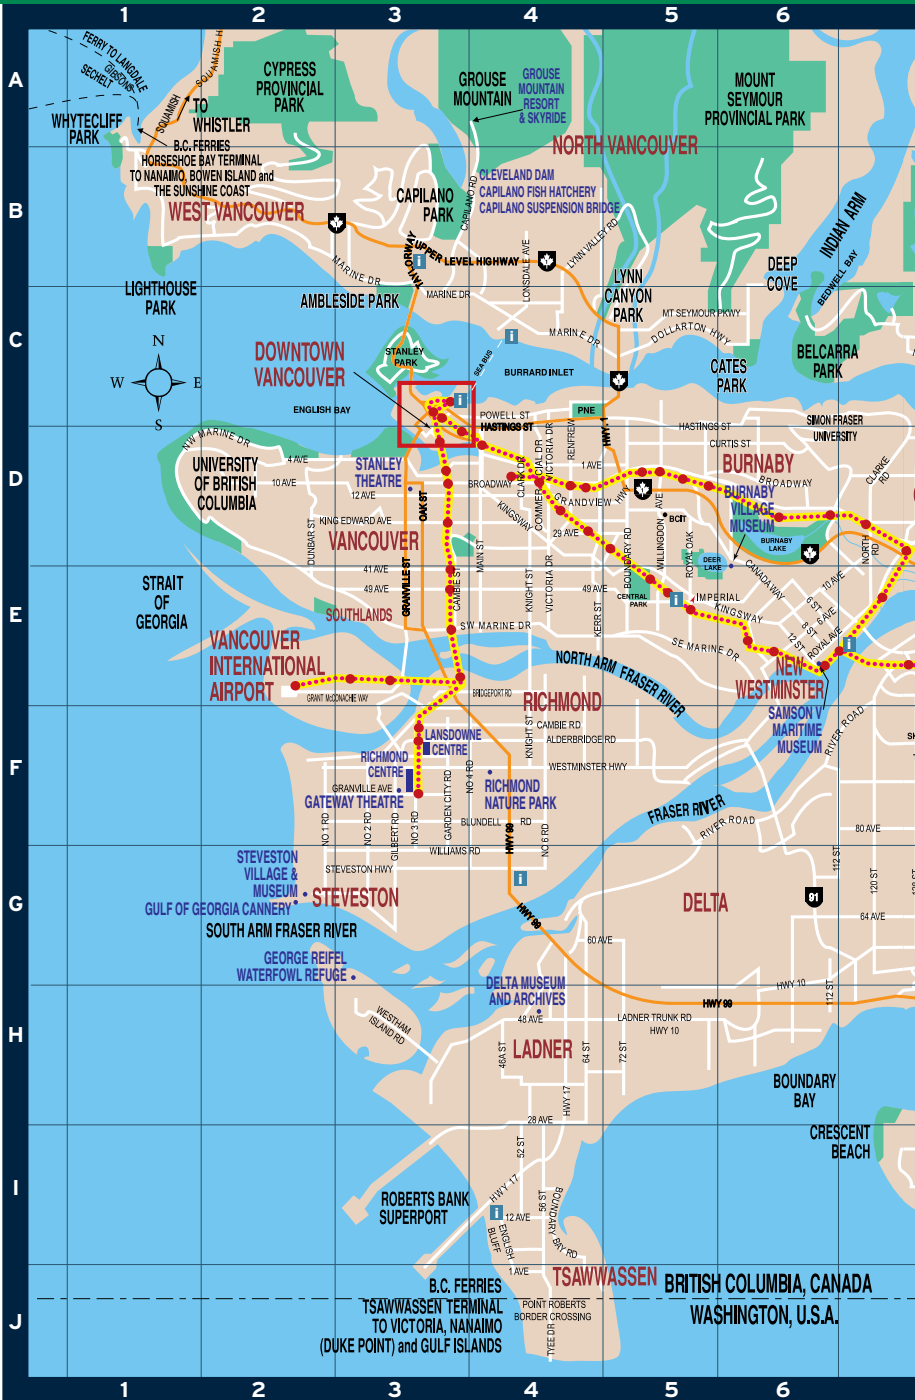 1 2 3 4 5 6
A
FERRY TO LANGDALE
GIBSONS
SECHELT
SQUAMISH H
SQUAMISH
TO
WHISTLER
WHYTECLIFF
PARK
CYPRESS
PROVINCIAL
PARK
GROUSE
MOUNTAIN
GROUSE
MOUNTAIN
RESORT
& SKYRIDE
MOUNT
SEYMOUR
PROVINCIAL PARK
NORTH VANCOUVER
B.C. FERRIES
HORSESHOE BAY TERMINAL
TO NANAIMO, BOWEN ISLAND and
THE SUNSHINE COAST
B
WEST VANCOUVER
1
CAPILANO
PARK
CAPILANO RD
CLEVELAND DAM
CAPILANO FISH HATCHERY
CAPILANO SUSPENSION BRIDGE
TAYLORWAY
UPPER LEVEL HIGHWAY
i
1
LONSDALE AVE
LYNN VALLEY RD
INDIAN ARM
BEDWELL BAY
DEEP
COVE
MARINE DR
LIGHTHOUSE
PARK
AMBLESIDE PARK
MARINE DR
LYNN
CANYON
PARK
MT SEYMOUR PKWY
DOLLARTON HWY
C
N
W E
S
DOWNTOWN
VANCOUVER
STANLEY
PARK
SEA BUS
i
MARINE DR
BURRARD INLET
1
CATES
PARK
BELCARRA
PARK
ENGLISH BAY
i
POWELL ST
HASTINGS ST
PNE
HWY. 1
HASTINGS ST
CURTIS ST
SIMON FRASER
UNIVERSITY
D
NW MARINE DR
4 AVE
10 AVE
12 AVE
UNIVERSITY
OF BRITISH
COLUMBIA
STANLEY
THEATRE
OAK ST
BROADWAY
CLARK DR
COMMERCIAL DR
VICTORIA DR
RENFREW
1 AVE
GRANDVIEW HWY
1
BURNABY
BROADWAY
CLARKE
RD
BURNABY
VILLAGE
MUSEUM
KINGSWAY
DUNBAR ST
KING EDWARD AVE
VANCOUVER
MAIN ST
29 AVE
BOUNDARY RD
WILLINGDON AVE
BCIT
ROYAL OAK
DEER
LAKE
BURNABY
LAKE
1
NORTH
RD
E
STRAIT
OF
GEORGIA
41 AVE
49 AVE
GRANVILLE ST
CAMBIE ST
KNIGHT ST
VICTORIA DR
49 AVE
KERR ST
CENTRAL
PARK
i
IMPERIAL
KINGSWAY
CANADA WAY
10 AVE
6 ST
6 AVE
8 ST
12 ST
ROYAL AVE
i
SOUTHLANDS
SW MARINE DR
SE MARINE DR
VANCOUVER
INTERNATIONAL
AIRPORT
GRANT McCONACHIE WAY
BRIDGEPORT RD
NORTH ARM FRASER RIVER
NEW
WESTMINSTER
RICHMOND
SAMSON V
MARITIME
MUSEUM
RIVER ROAD
F
LANSDOWNE
CENTRE
RICHMOND
CENTRE
KNIGHT ST
CAMBIE RD
ALDERBRIDGE RD
WESTMINSTER HWY
GRANVILLE AVE
GATEWAY THEATRE
RICHMOND
NATURE PARK
NO 1 RD
NO 2 RD
GILBERT RD
NO 3 RD
GARDEN CITY RD
NO 4 RD
BLUNDELL RD
HWY 99
NO 6 RD
FRASER RIVER
RIVER ROAD
80 AVE
WILLIAMS RD
112 ST
G
STEVESTON
VILLAGE &
MUSEUM
GULF OF GEORGIA CANNERY
STEVESTON HWY
STEVESTON
i
HWY 99
DELTA
91
120 ST
64 AVE
SOUTH ARM FRASER RIVER
60 AVE
GEORGE REIFEL
WATERFOWL REFUGE
H
DELTA MUSEUM
AND ARCHIVES
HWY 10
112 ST
HWY 99
WESTHAM
ISLAND RD
48 AVE
LADNER TRUNK RD
HWY 10
46A ST
LADNER
64 ST
72 ST
HWY 17
28 AVE
BOUNDARY
BAY
CRESCENT
BEACH
I
52 ST
HWY 17
ROBERTS BANK
SUPERPORT
i
12 AVE
56 ST
BOUNDARY BAY RD
ENGLISH
BLUFF
1 AVE
TSAWWASSEN
BRITISH COLUMBIA, CANADA
WASHINGTON, U.S.A.
J
B.C. FERRIES
TSAWWASSEN TERMINAL
TO VICTORIA, NANAIMO
(DUKE POINT) and GULF ISLANDS
POINT ROBERTS
BORDER CROSSING
TYEE DR
1 2 3 4 5 6